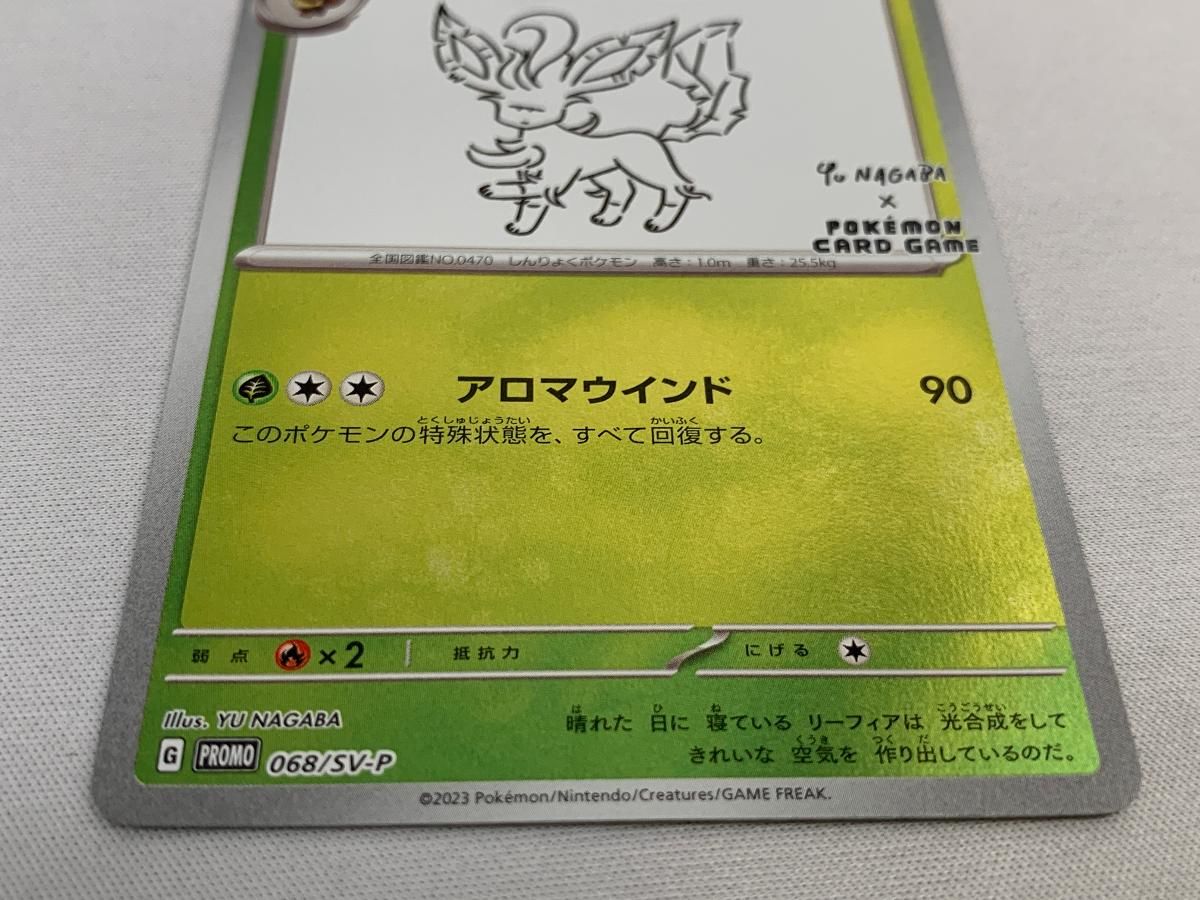 Yu NAGABA
×
POKÉMON
CARD GAME
全国図鑑NO.0470 しんりょくポケモン 高さ：1.0m 重さ：25.5kg
アロマウインド 90
とくしゅじょうたい かいふく
このポケモンの特殊状態を、すべて回復する。
弱点 ×2 抵抗力 にげる
Illus. YU NAGABA
は ひ ね こうごうせい
晴れた 日に 寝ている リーフィアは 光合成をして
くうき つく だ
きれいな 空気を 作り出しているのだ。
G PROMO 068/SV-P
©2023 Pokémon/Nintendo/Creatures/GAME FREAK.